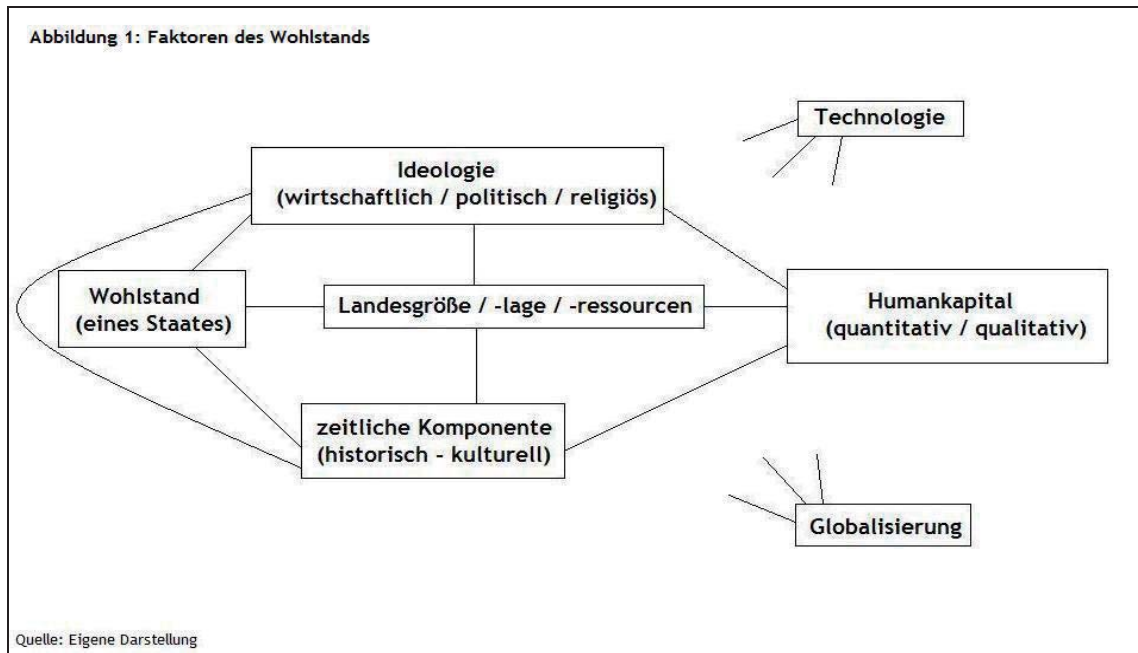 Abbildung 1: Faktoren des Wohlstands
Technologie
Ideologie
(wirtschaftlich / politisch / religiös)
Wohlstand
(eines Staates)
Landesgröße / -lage / -ressourcen
Humankapital
(quantitativ / qualitativ)
zeitliche Komponente
(historisch - kulturell)
Globalisierung
Quelle: Eigene Darstellung